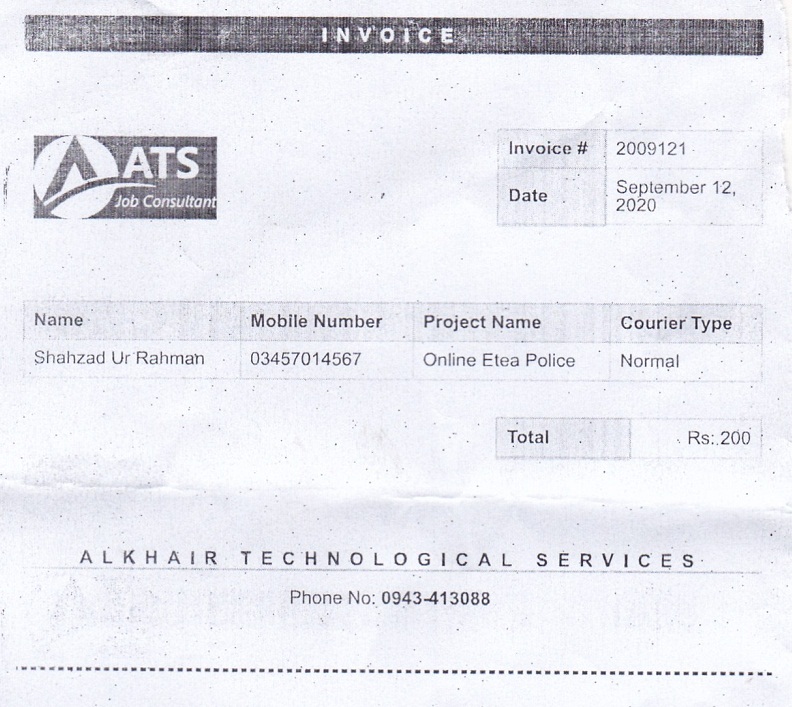 INVOICE
ATS
Job Consultant
Invoice # 2009121
Date September 12,
2020
Name Mobile Number Project Name Courier Type
Shahzad Ur Rahman 03457014567 Online Etea Police Normal
Total Rs:.200
ALKHAIR TECHNOLOGICAL SERVICES
Phone No: 0943-413088